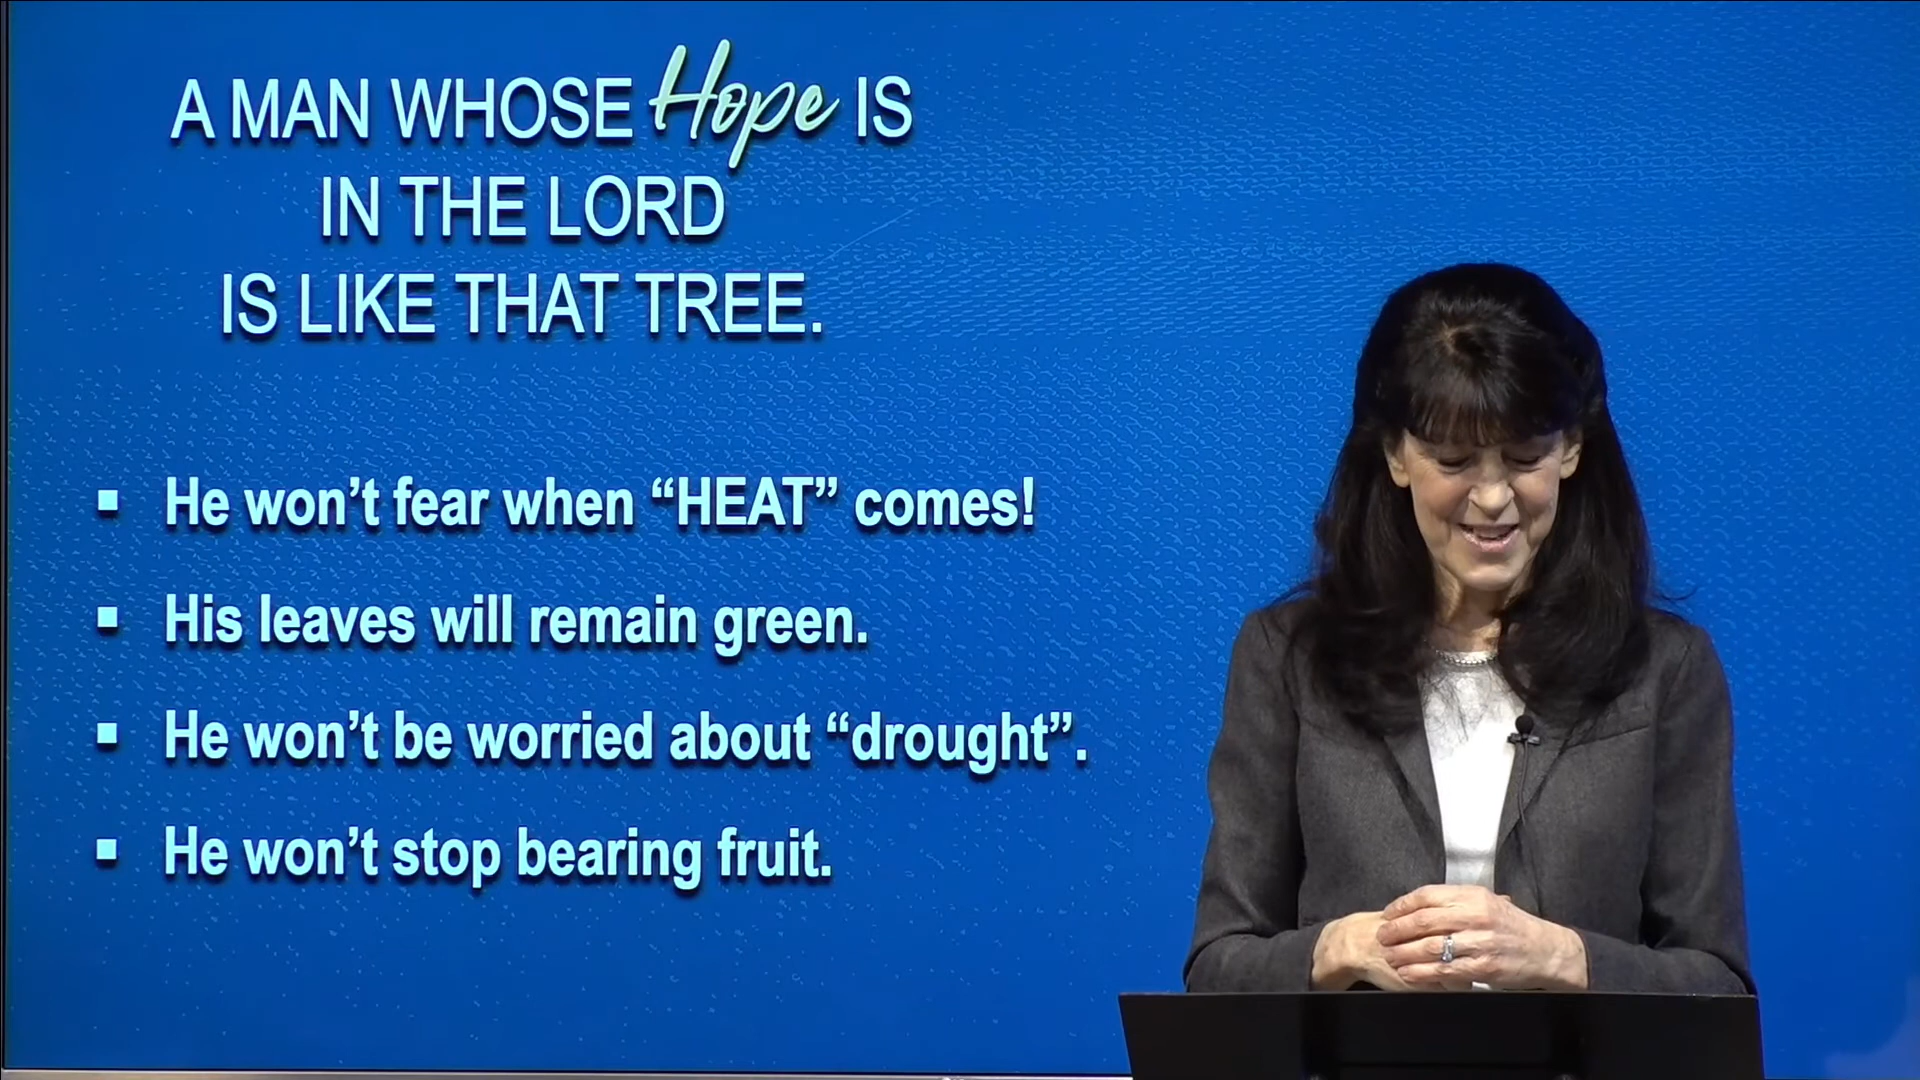 A MAN WHOSE Hope IS
IN THE LORD
IS LIKE THAT TREE.
▪ He won’t fear when “HEAT” comes!
▪ His leaves will remain green.
▪ He won’t be worried about “drought”.
▪ He won’t stop bearing fruit.